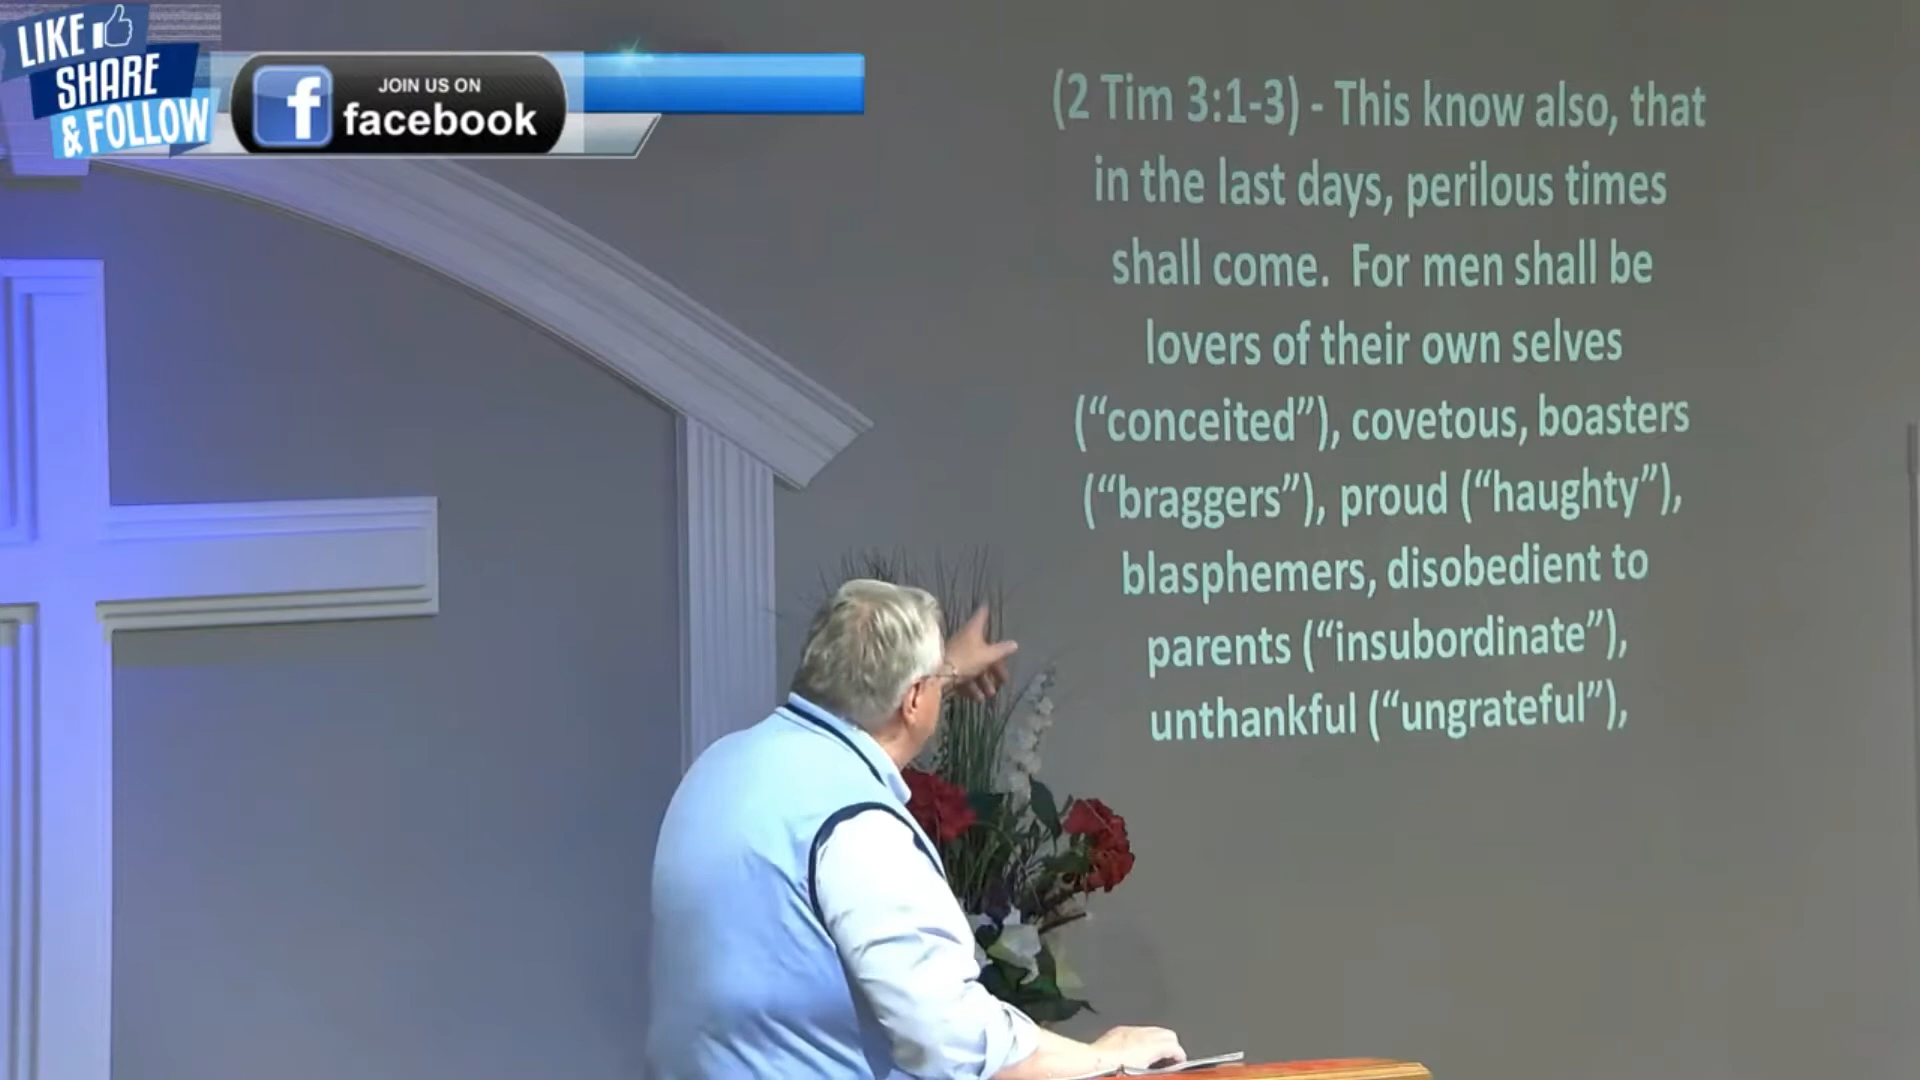 LIKE
SHARE
& FOLLOW
JOIN US ON
facebook
(2 Tim 3:1-3) - This know also, that
in the last days, perilous times
shall come.  For men shall be
lovers of their own selves
(“conceited”), covetous, boasters
(“braggers”), proud (“haughty”),
blasphemers, disobedient to
parents (“insubordinate”),
unthankful (“ungrateful”),